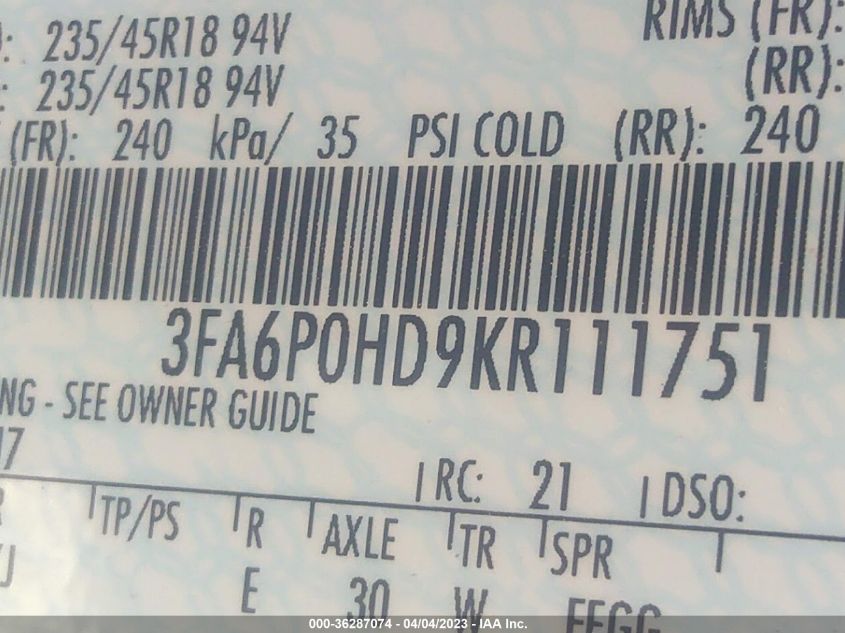 : 235/45R18 94V RIMS (FR):
: 235/45R18 94V (RR):
(FR): 240 kPa/ 35 PSI COLD (RR): 240
3FA6P0HD9KR111751
NG - SEE OWNER GUIDE
RC: 21 DSO:
TP/PS R AXLE TR SPR
E 30 W EEGG
000-36287074 - 04/04/2023 - IAA Inc.